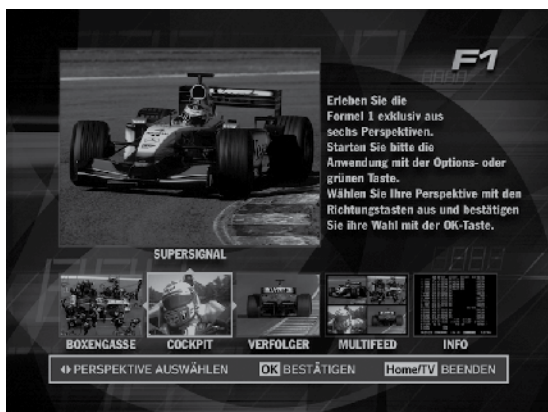 F1
Erleben Sie die
Formel 1 exklusiv aus
sechs Perspektiven.
Starten Sie bitte die
Anwendung mit der Options- oder
grünen Taste.
Wählen Sie Ihre Perspektive mit den
Richtungstasten aus und bestätigen
Sie ihre Wahl mit der OK-Taste.
SUPERSIGNAL
BOXENGASSE COCKPIT VERFOLGER MULTIFEED INFO
PERSPEKTIVE AUSWÄHLEN OK BESTÄTIGEN Home/TV BEENDEN